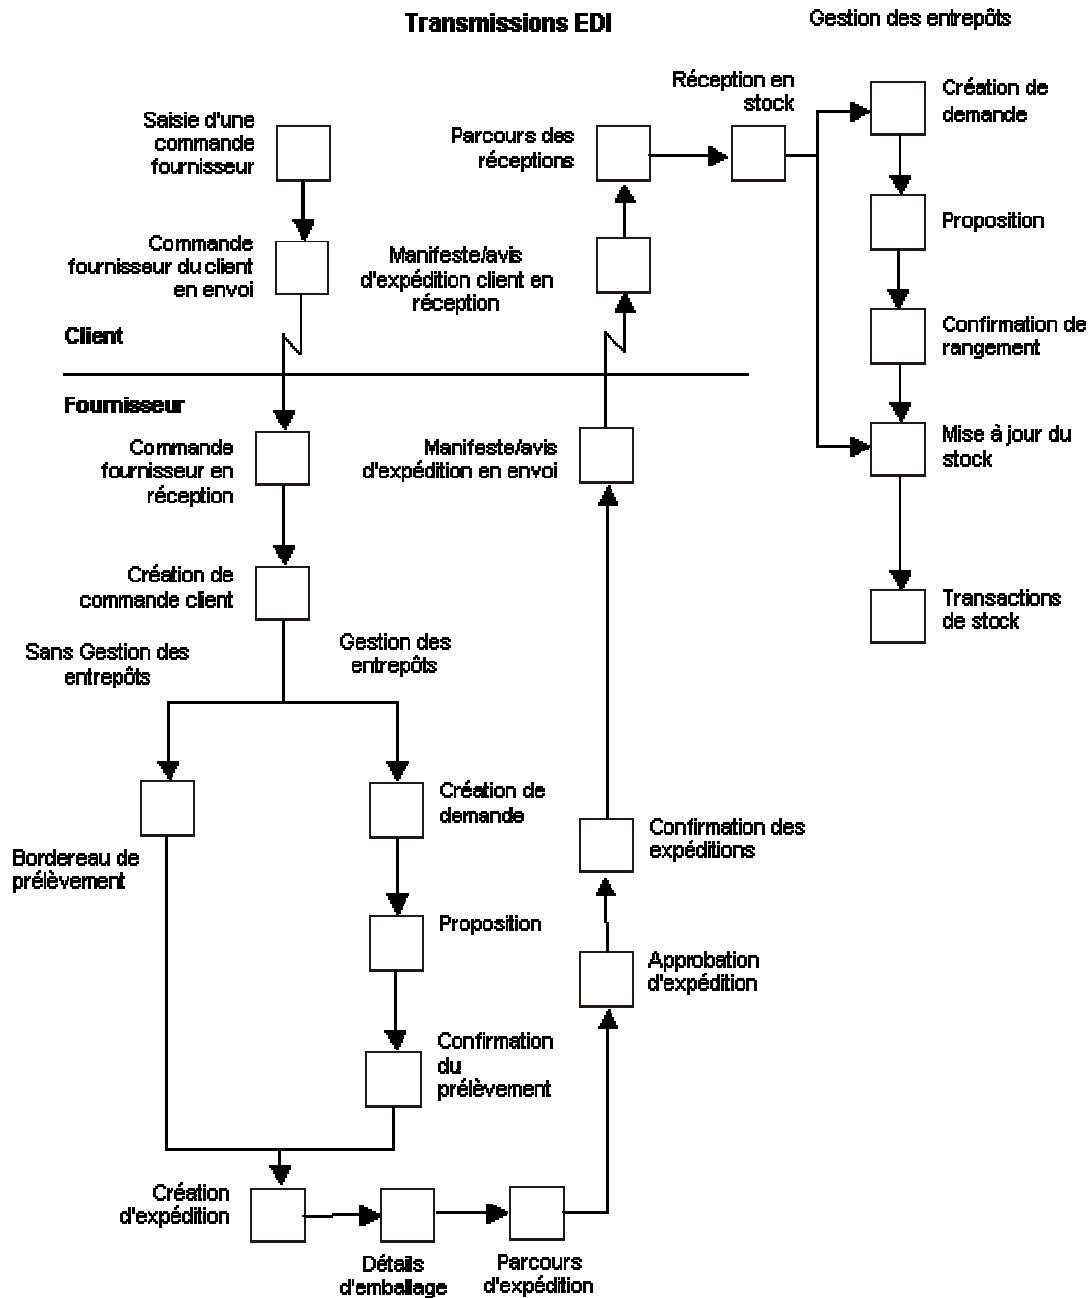 Transmissions EDI
Gestion des entrepôts
Réception en
stock
Création de
demande
Saisie d'une
commande
fournisseur
Parcours des
réceptions
Proposition
Commande
fournisseur du client
en envoi
Manifeste/avis
d'expédition client en
réception
Confirmation de
rangement
Client
Fournisseur
Commande
fournisseur en
réception
Manifeste/avis
d'expédition en envoi
Mise à jour du
stock
Création de
commande client
Transactions
de stock
Sans Gestion des
entrepôts
Gestion des
entrepôts
Création de
demande
Bordereau de
prélèvement
Confirmation des
expéditions
Proposition
Approbation
d'expédition
Confirmation
du
prélèvement
Création
d'expédition
Détails
d'emballage
Parcours
d'expédition